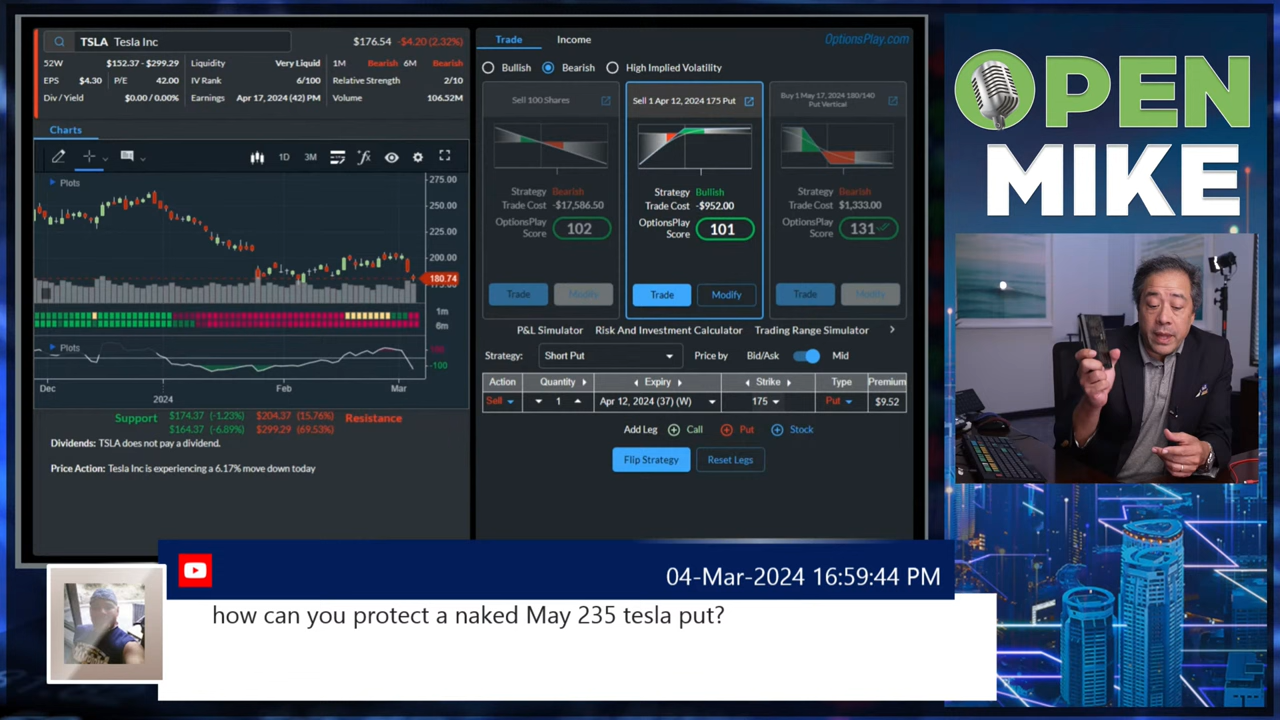 TSLA Tesla Inc
$176.54 -$4.20 (2.32%)
52W $152.37 - $299.29 Liquidity Very Liquid 1M Bearish 6M Bearish
EPS $4.30 P/E 42.00 IV Rank 6/100 Relative Strength 2/10
Div/Yield $0.00 / 0.00% Earnings Apr 17, 2024 (42) PM Volume 106.52M
Charts
1D 3M
Plots
275.00
250.00
225.00
200.00
180.74
1m
6m
Plots
-100
Dec Feb Mar
2024
Support $174.37 (-1.23%) $204.37 (15.76%) Resistance
$164.37 (-6.89%) $299.29 (69.53%)
Dividends: TSLA does not pay a dividend.
Price Action: Tesla Inc is experiencing a 6.17% move down today
Trade Income OptionsPlay.com
Bullish Bearish High Implied Volatility
Sell 100 Shares
Strategy Bearish
Trade Cost -$17,586.50
OptionsPlay Score 102
Trade Modify
Sell 1 Apr 12, 2024 175 Put
Strategy Bullish
Trade Cost -$952.00
OptionsPlay Score 101
Trade Modify
Buy 1 May 17, 2024 180/140
Put Vertical
Strategy Bearish
Trade Cost $1,333.00
OptionsPlay Score 131
Trade Modify
P&L Simulator Risk And Investment Calculator Trading Range Simulator
Strategy: Short Put Price by Bid/Ask Mid
Action Quantity Expiry Strike Type Premium
Sell 1 Apr 12, 2024 (37) (W) 175 Put $9.52
Add Leg Call Put Stock
Flip Strategy Reset Legs
OPEN
MIKE
04-Mar-2024 16:59:44 PM
how can you protect a naked May 235 tesla put?